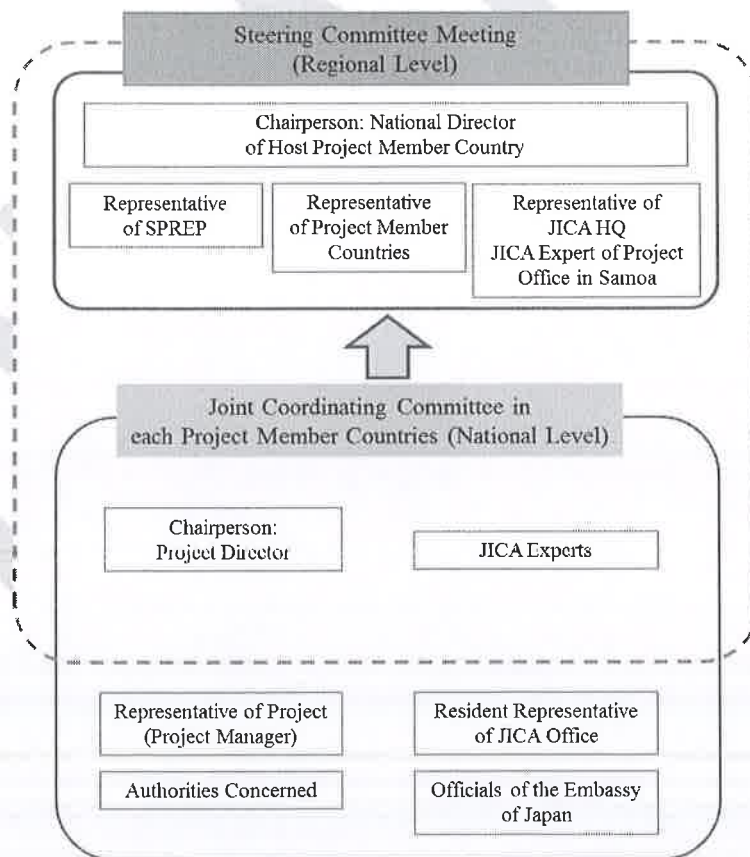 Steering Committee Meeting
(Regional Level)
Chairperson: National Director
of Host Project Member Country
Representative
of SPREP
Representative
of Project Member
Countries
Representative of
JICA HQ
JICA Expert of Project
Office in Samoa
Joint Coordinating Committee in
each Project Member Countries (National Level)
Chairperson:
Project Director
JICA Experts
Representative of Project
(Project Manager)
Resident Representative
of JICA Office
Authorities Concerned
Officials of the Embassy
of Japan